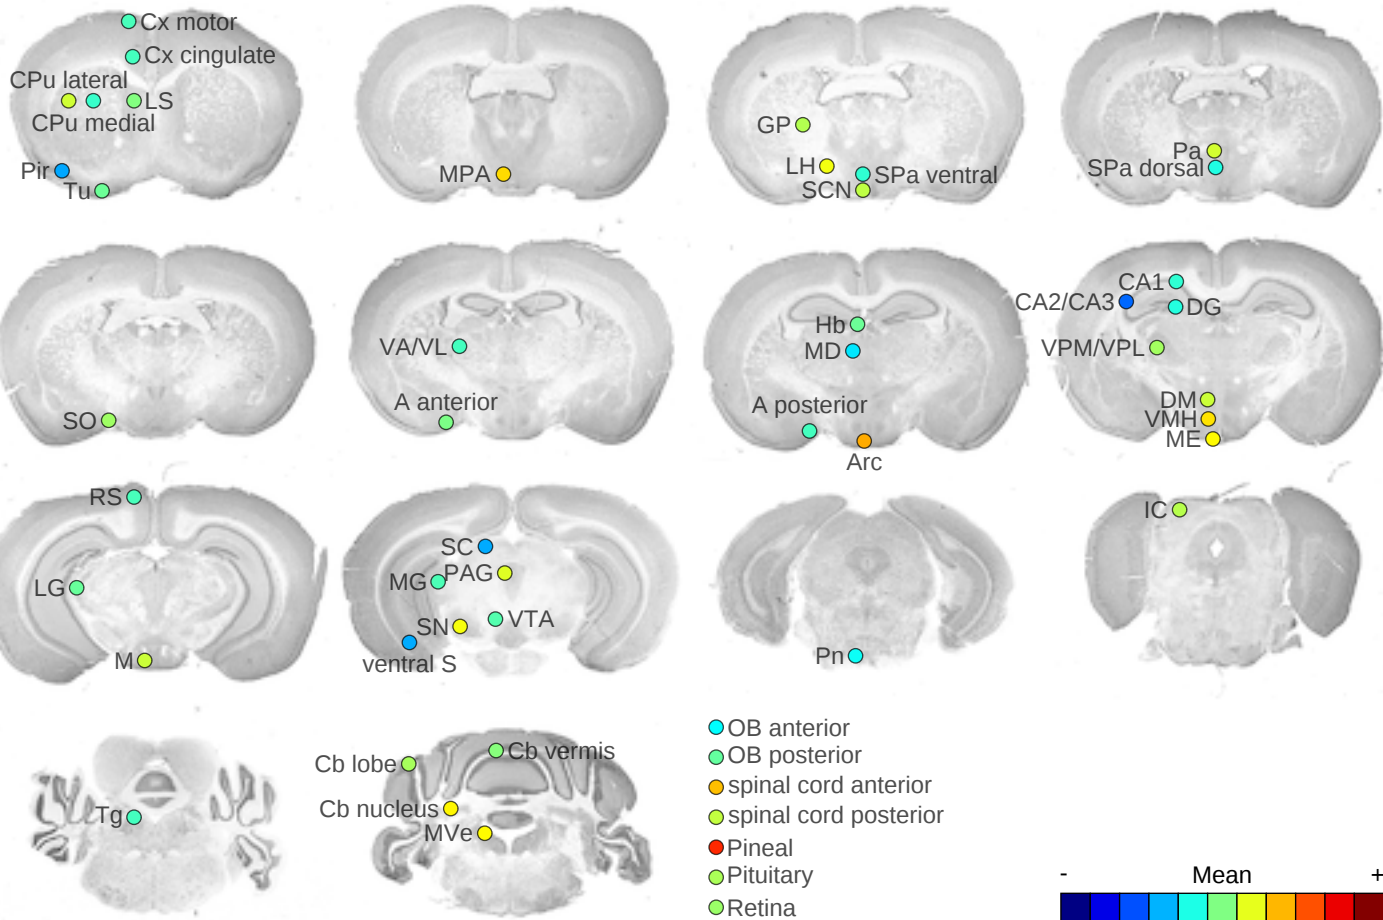 Cx motor
Cx cingulate
CPu lateral
LS
CPu medial
Pir
Tu
MPA
GP
LH
SPa ventral
SCN
Pa
SPa dorsal
SO
VA/VL
A anterior
Hb
MD
A posterior
Arc
CA1
CA2/CA3
DG
VPM/VPL
DM
VMH
ME
RS
LG
M
SC
PAG
MG
VTA
SN
ventral S
Pn
IC
Tg
Cb vermis
Cb lobe
Cb nucleus
MVe
OB anterior
OB posterior
spinal cord anterior
spinal cord posterior
Pineal
Pituitary
Retina
- Mean +